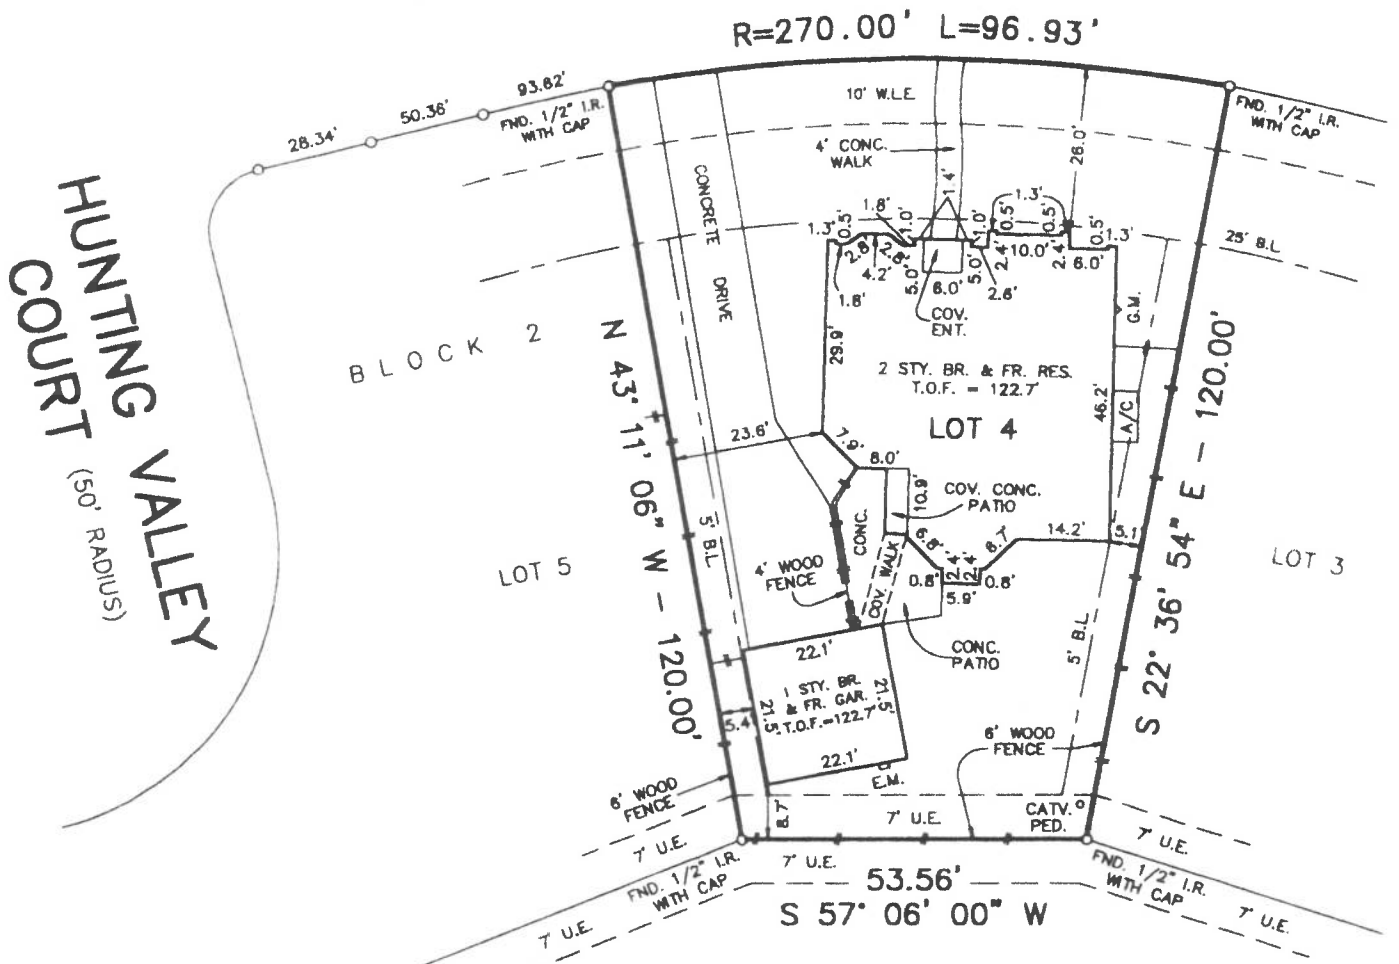 R=270.00' L=96.93'
93.82'
50.36'
28.34'
FND. 1/2" I.R.
WITH CAP
FND. 1/2" I.R.
WITH CAP
10' W.L.E.
4' CONC.
WALK
26.0'
1.4'
1.3'
CONCRETE DRIVE
1.8'
1.0'
1.0'
0.5'
0.5'
0.5'
0.5'
1.3'
1.3'
25' B.L.
2.8'
2.8'
4.2'
5.0'
6.0'
5.0'
2.4'
10.0'
2.4'
6.0'
1.8'
2.6'
COV.
ENT.
G.M.
HUNTING VALLEY
COURT (50' RADIUS)
BLOCK 2
29.9'
2 STY. BR. & FR. RES.
T.O.F. = 122.7'
LOT 4
46.2'
A/C
N 43° 11' 06" W - 120.00'
S 22° 36' 54" E - 120.00'
23.6'
7.9'
8.0'
10.9'
COV. CONC.
PATIO
CONC.
5' B.L.
6.8'
2.4'
2.4'
6.7'
14.2'
5.1'
LOT 5
LOT 3
4' WOOD
FENCE
COV. WALK
0.8'
0.8'
5.9'
CONC.
PATIO
5' B.L.
22.1'
1 STY. BR.
& FR. GAR.
T.O.F.=122.7'
21.5'
21.5'
5.4'
22.1'
E.M.
6' WOOD
FENCE
6' WOOD
FENCE
8.7'
7' U.E.
CATV.
PED.
7' U.E.
7' U.E.
7' U.E.
FND. 1/2" I.R.
WITH CAP
FND. 1/2" I.R.
WITH CAP
53.56'
S 57° 06' 00" W
7' U.E.
7' U.E.